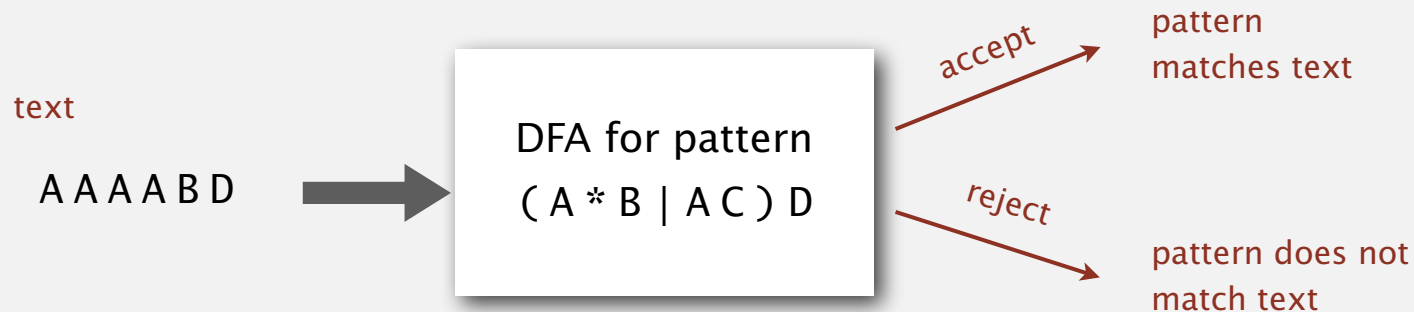 text
A A A A B D
DFA for pattern
( A * B | A C ) D
accept
pattern
matches text
reject
pattern does not
match text